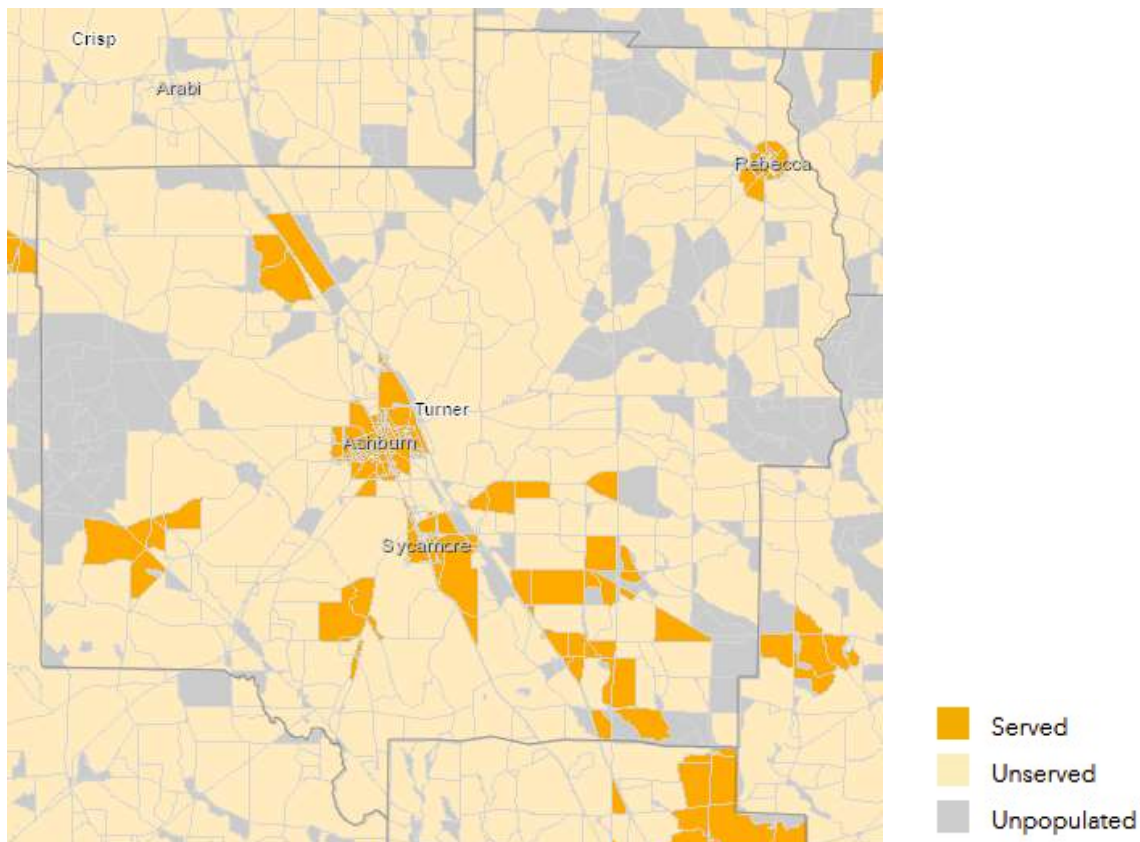 Crisp
Arabi
Rebecca
Turner
Ashburn
Sycamore
Served
Unserved
Unpopulated